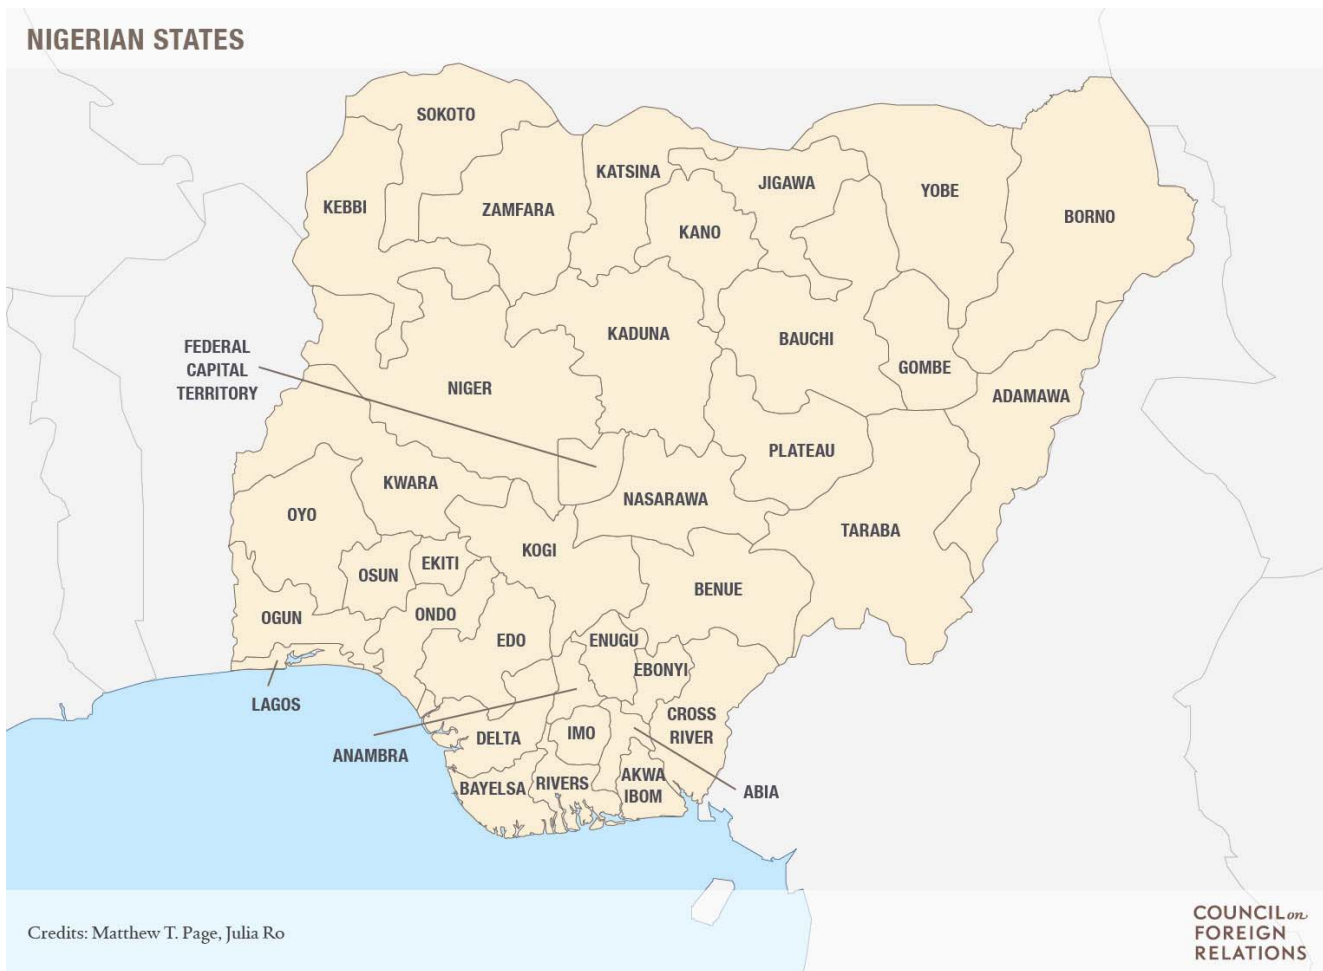 NIGERIAN STATES
SOKOTO
KATSINA
JIGAWA
YOBE
KEBBI
ZAMFARA
BORNO
KANO
FEDERAL
CAPITAL
TERRITORY
KADUNA
BAUCHI
GOMBE
NIGER
ADAMAWA
PLATEAU
KWARA
NASARAWA
OYO
TARABA
KOGI
EKITI
OSUN
BENUE
OGUN
ONDO
EDO
ENUGU
EBONYI
LAGOS
CROSS
RIVER
ANAMBRA
DELTA
IMO
BAYELSA
RIVERS
AKWA
IBOM
ABIA
Credits: Matthew T. Page, Julia Ro
COUNCIL on
FOREIGN
RELATIONS